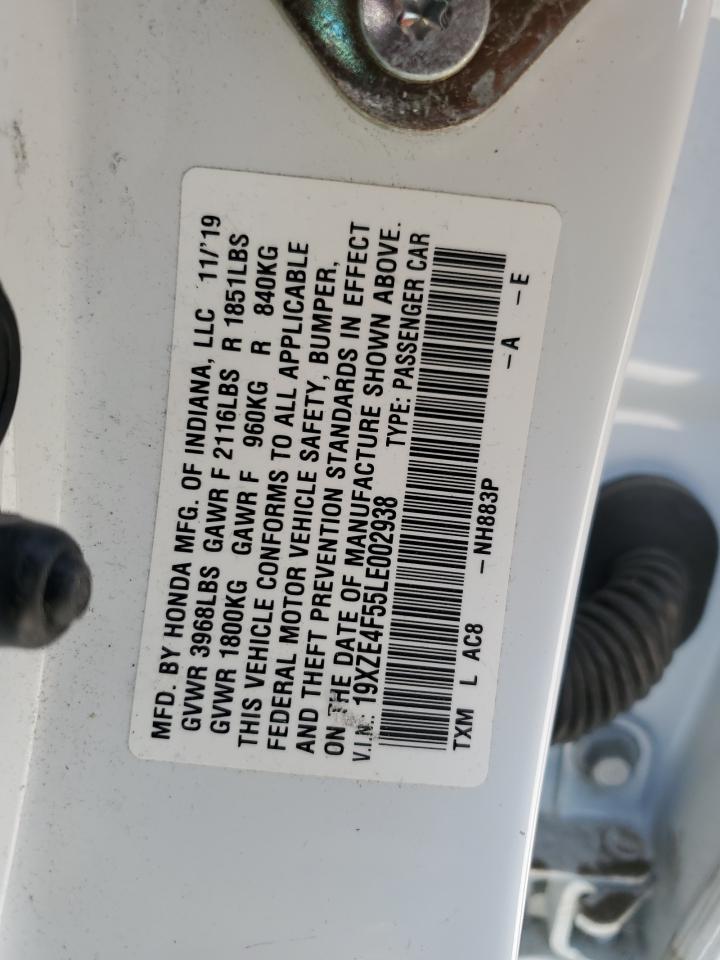 MFD. BY HONDA MFG. OF INDIANA, LLC 11/'19
GVWR 3968LBS GAWR F 2116LBS R 1851LBS
GVWR 1800KG GAWR F 960KG R 840KG
THIS VEHICLE CONFORMS TO ALL APPLICABLE
FEDERAL MOTOR VEHICLE SAFETY, BUMPER,
AND THEFT PREVENTION STANDARDS IN EFFECT
ON THE DATE OF MANUFACTURE SHOWN ABOVE.
V.I.N.: 19XZE4F55LE002938 TYPE: PASSENGER CAR
TXM L AC8 -NH883P -A -E